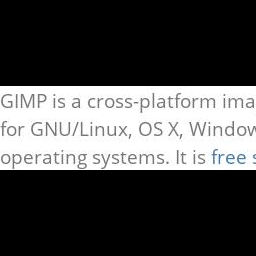 GIMP is a cross-platform ima
for GNU/Linux, OS X, Window
operating systems. It is free s